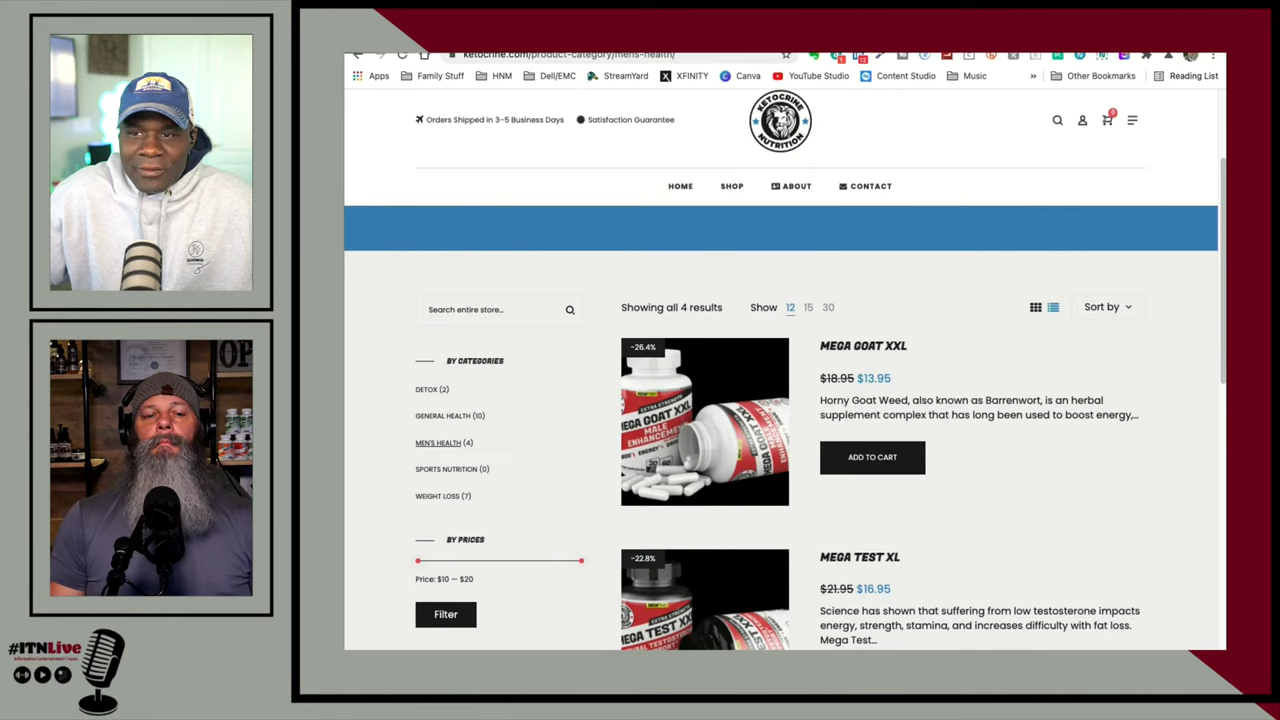 ketocrine.com/product-category/mens-health/
Apps Family Stuff HNM Dell/EMC StreamYard XFINITY Canva YouTube Studio Content Studio Music » Other Bookmarks Reading List
Orders Shipped in 3-5 Business Days Satisfaction Guarantee
KETOCRINE
NUTRITION
0
HOME SHOP ABOUT CONTACT
Search entire store...
Showing all 4 results Show 12 15 30 Sort by
BY CATEGORIES
DETOX (2)
GENERAL HEALTH (10)
MEN'S HEALTH (4)
SPORTS NUTRITION (0)
WEIGHT LOSS (7)
BY PRICES
Price: $10 — $20
Filter
-26.4%
EXTRA STRENGTH
MEGA GOAT XXL
MALE
ENHANCEMENT
MEGA GOAT XXL
$18.95 $13.95
Horny Goat Weed, also known as Barrenwort, is an herbal
supplement complex that has long been used to boost energy,...
ADD TO CART
-22.8%
MEGA TEST XL
MEGA TEST XL
$21.95 $16.95
Science has shown that suffering from low testosterone impacts
energy, strength, stamina, and increases difficulty with fat loss.
Mega Test...
OP
#ITNLive